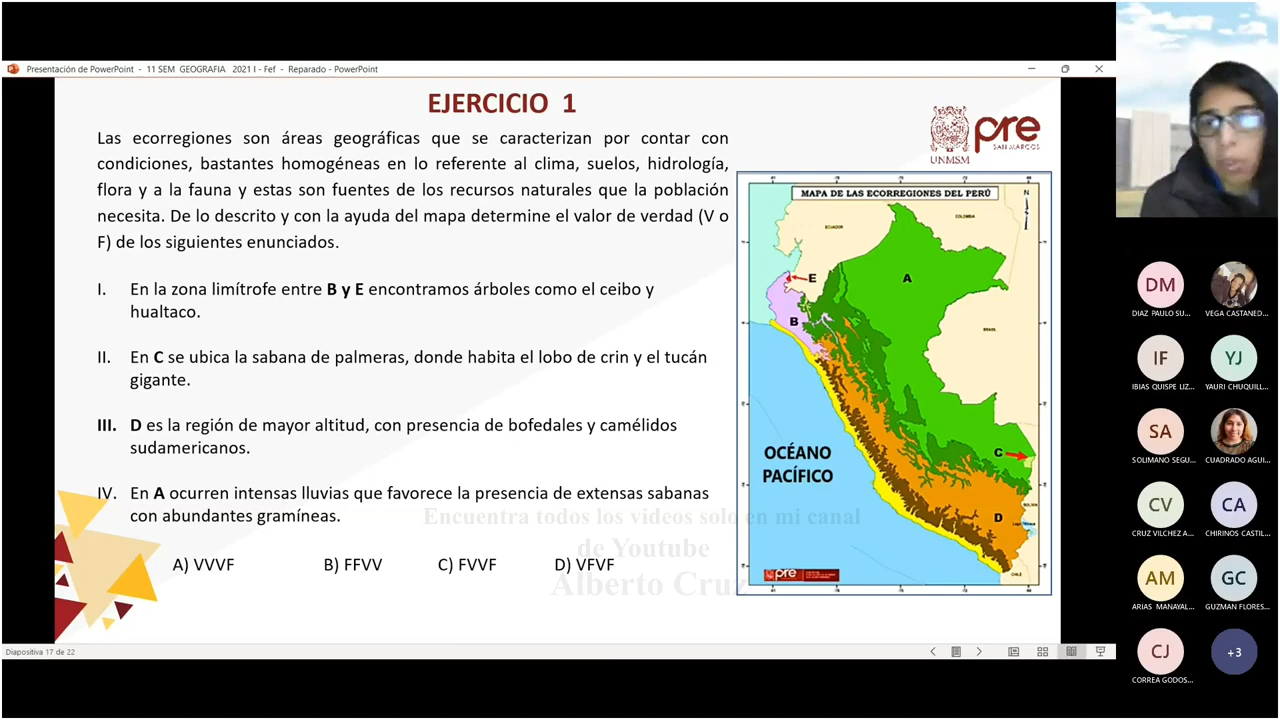 Presentación de PowerPoint - 11 SEM GEOGRAFIA 2021 I - Fef - Reparado - PowerPoint
EJERCICIO 1
Las ecorregiones son áreas geográficas que se caracterizan por contar con
condiciones, bastantes homogéneas en lo referente al clima, suelos, hidrología,
flora y a la fauna y estas son fuentes de los recursos naturales que la población
necesita. De lo descrito y con la ayuda del mapa determine el valor de verdad (V o
F) de los siguientes enunciados.
I. En la zona limítrofe entre B y E encontramos árboles como el ceibo y
hualtaco.
II. En C se ubica la sabana de palmeras, donde habita el lobo de crin y el tucán
gigante.
III. D es la región de mayor altitud, con presencia de bofedales y camélidos
sudamericanos.
IV. En A ocurren intensas lluvias que favorece la presencia de extensas sabanas
con abundantes gramíneas.
A) VVVF B) FFVV C) FVVF D) VFVF
Encuentra todos los videos solo en mi canal
de Youtube
Alberto Cruz
UNMSM
pre
SAN MARCOS
MAPA DE LAS ECORREGIONES DEL PERÚ
N
ECUADOR
COLOMBIA
E
A
B
BRASIL
C
OCÉANO
PACÍFICO
D
CHILE
pre
Diapositiva 17 de 22
DM
DIAZ PAULO SU...
VEGA CASTANED...
IF
IBIAS QUISPE LIZ...
YJ
YAURI CHUQUILL...
SA
SOLIMANO SEGU...
CUADRADO AGUI...
CV
CRUZ VILCHEZ A...
CA
CHIRINOS CASTIL...
AM
ARIAS MANAYAL...
GC
GUZMAN FLORES...
CJ
CORREA GODOS...
+3